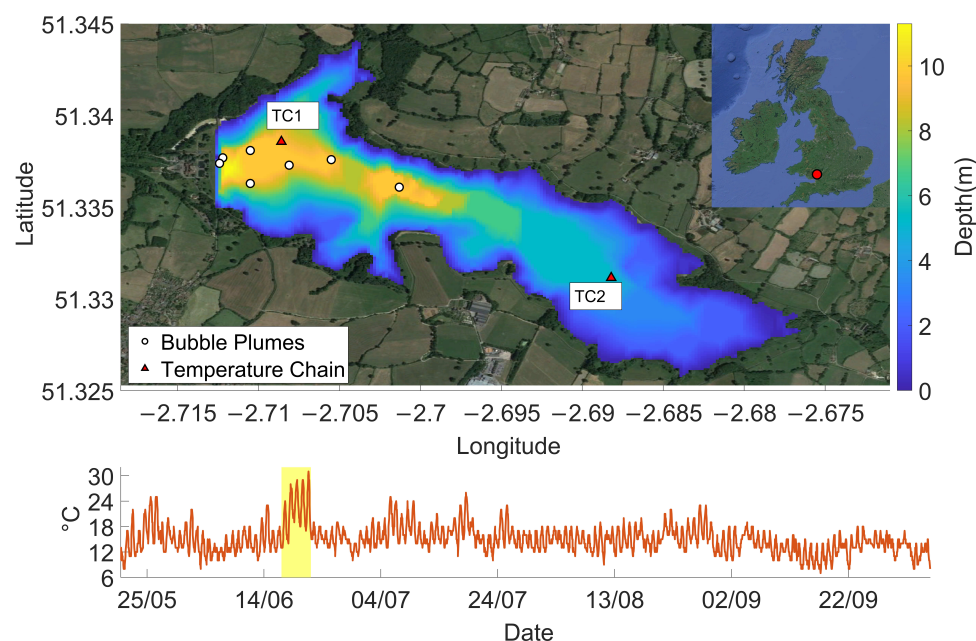 51.345
51.34
51.335
51.33
51.325
Latitude
TC1
TC2
Bubble Plumes
Temperature Chain
−2.715 −2.71 −2.705 −2.7 −2.695 −2.69 −2.685 −2.68 −2.675
Longitude
10
8
6
4
2
0
Depth(m)
30
24
18
12
6
°C
25/05 14/06 04/07 24/07 13/08 02/09 22/09
Date